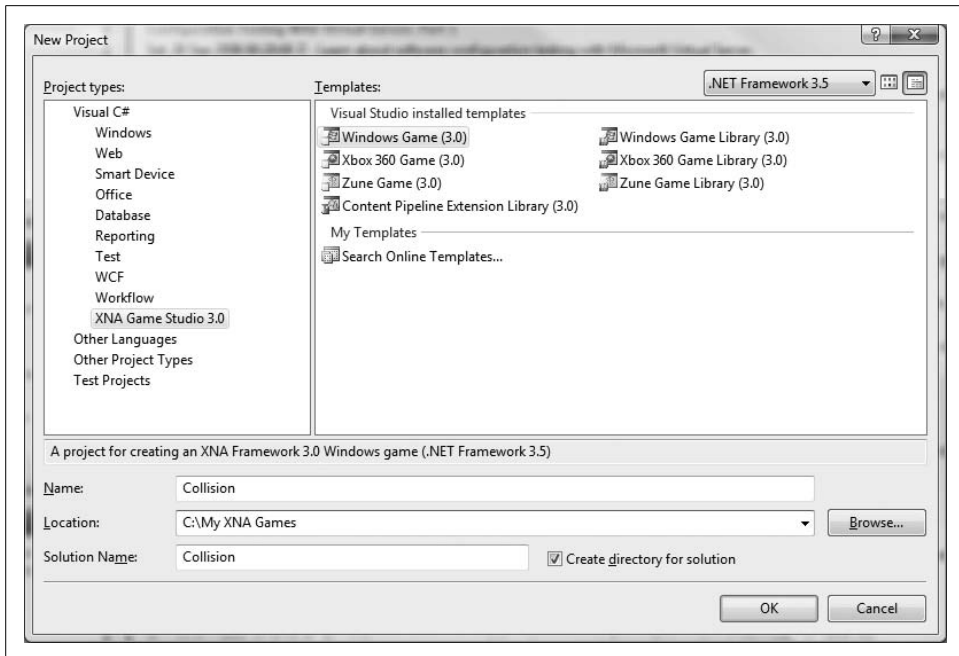 New Project
Project types:
Templates:
.NET Framework 3.5
Visual C#
Windows
Web
Smart Device
Office
Database
Reporting
Test
WCF
Workflow
XNA Game Studio 3.0
Other Languages
Other Project Types
Test Projects
Visual Studio installed templates
Windows Game (3.0)
Windows Game Library (3.0)
Xbox 360 Game (3.0)
Xbox 360 Game Library (3.0)
Zune Game (3.0)
Zune Game Library (3.0)
Content Pipeline Extension Library (3.0)
My Templates
Search Online Templates...
A project for creating an XNA Framework 3.0 Windows game (.NET Framework 3.5)
Name:
Collision
Location:
C:\My XNA Games
Browse...
Solution Name:
Collision
Create directory for solution
OK
Cancel